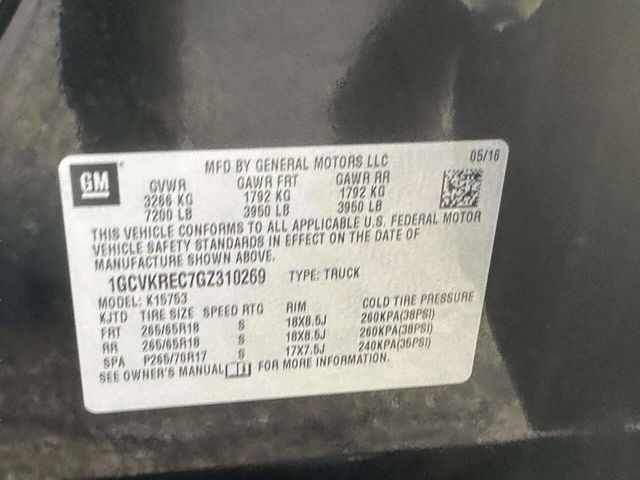 GM
MFD BY GENERAL MOTORS LLC 05/16
GVWR GAWR FRT GAWR RR
3266 KG 1792 KG 1792 KG
7200 LB 3950 LB 3950 LB
THIS VEHICLE CONFORMS TO ALL APPLICABLE U.S. FEDERAL MOTOR
VEHICLE SAFETY STANDARDS IN EFFECT ON THE DATE OF
MANUFACTURE SHOWN ABOVE.
1GCVKREC7GZ310269 TYPE: TRUCK
MODEL: K15753
KJTD TIRE SIZE SPEED RTG RIM COLD TIRE PRESSURE
FRT 265/65R18 S 18X8.5J 260KPA(38PSI)
RR 265/65R18 S 18X8.5J 260KPA(38PSI)
SPA P265/70R17 S 17X7.5J 240KPA(35PSI)
SEE OWNER'S MANUAL FOR MORE INFORMATION.